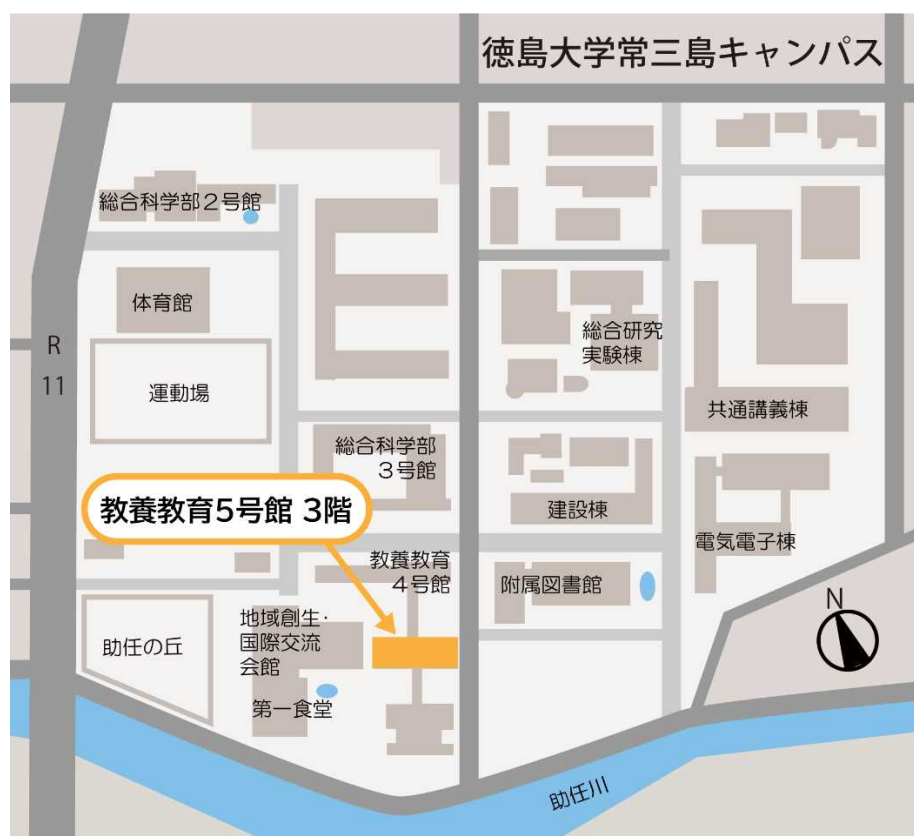 徳島大学常三島キャンパス
総合科学部2号館
体育館
総合研究
実験棟
R
11
運動場
共通講義棟
総合科学部
3号館
教養教育5号館 3階
建設棟
電気電子棟
教養教育
4号館
附属図書館
N
地域創生・
国際交流
会館
助任の丘
第一食堂
助任川